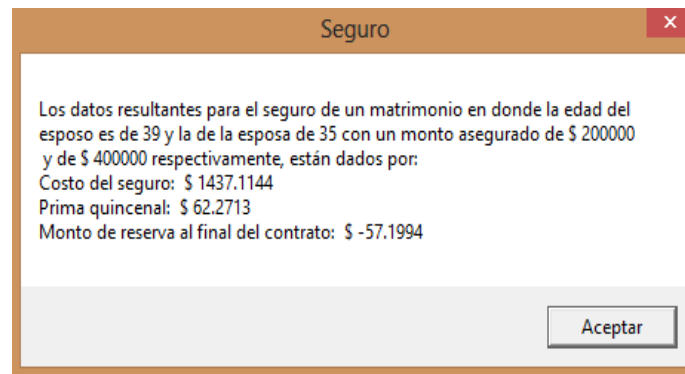 Seguro
x
Los datos resultantes para el seguro de un matrimonio en donde la edad del
esposo es de 39 y la de la esposa de 35 con un monto asegurado de $ 200000
y de $ 400000 respectivamente, están dados por:
Costo del seguro: $ 1437.1144
Prima quincenal: $ 62.2713
Monto de reserva al final del contrato: $ -57.1994
Aceptar